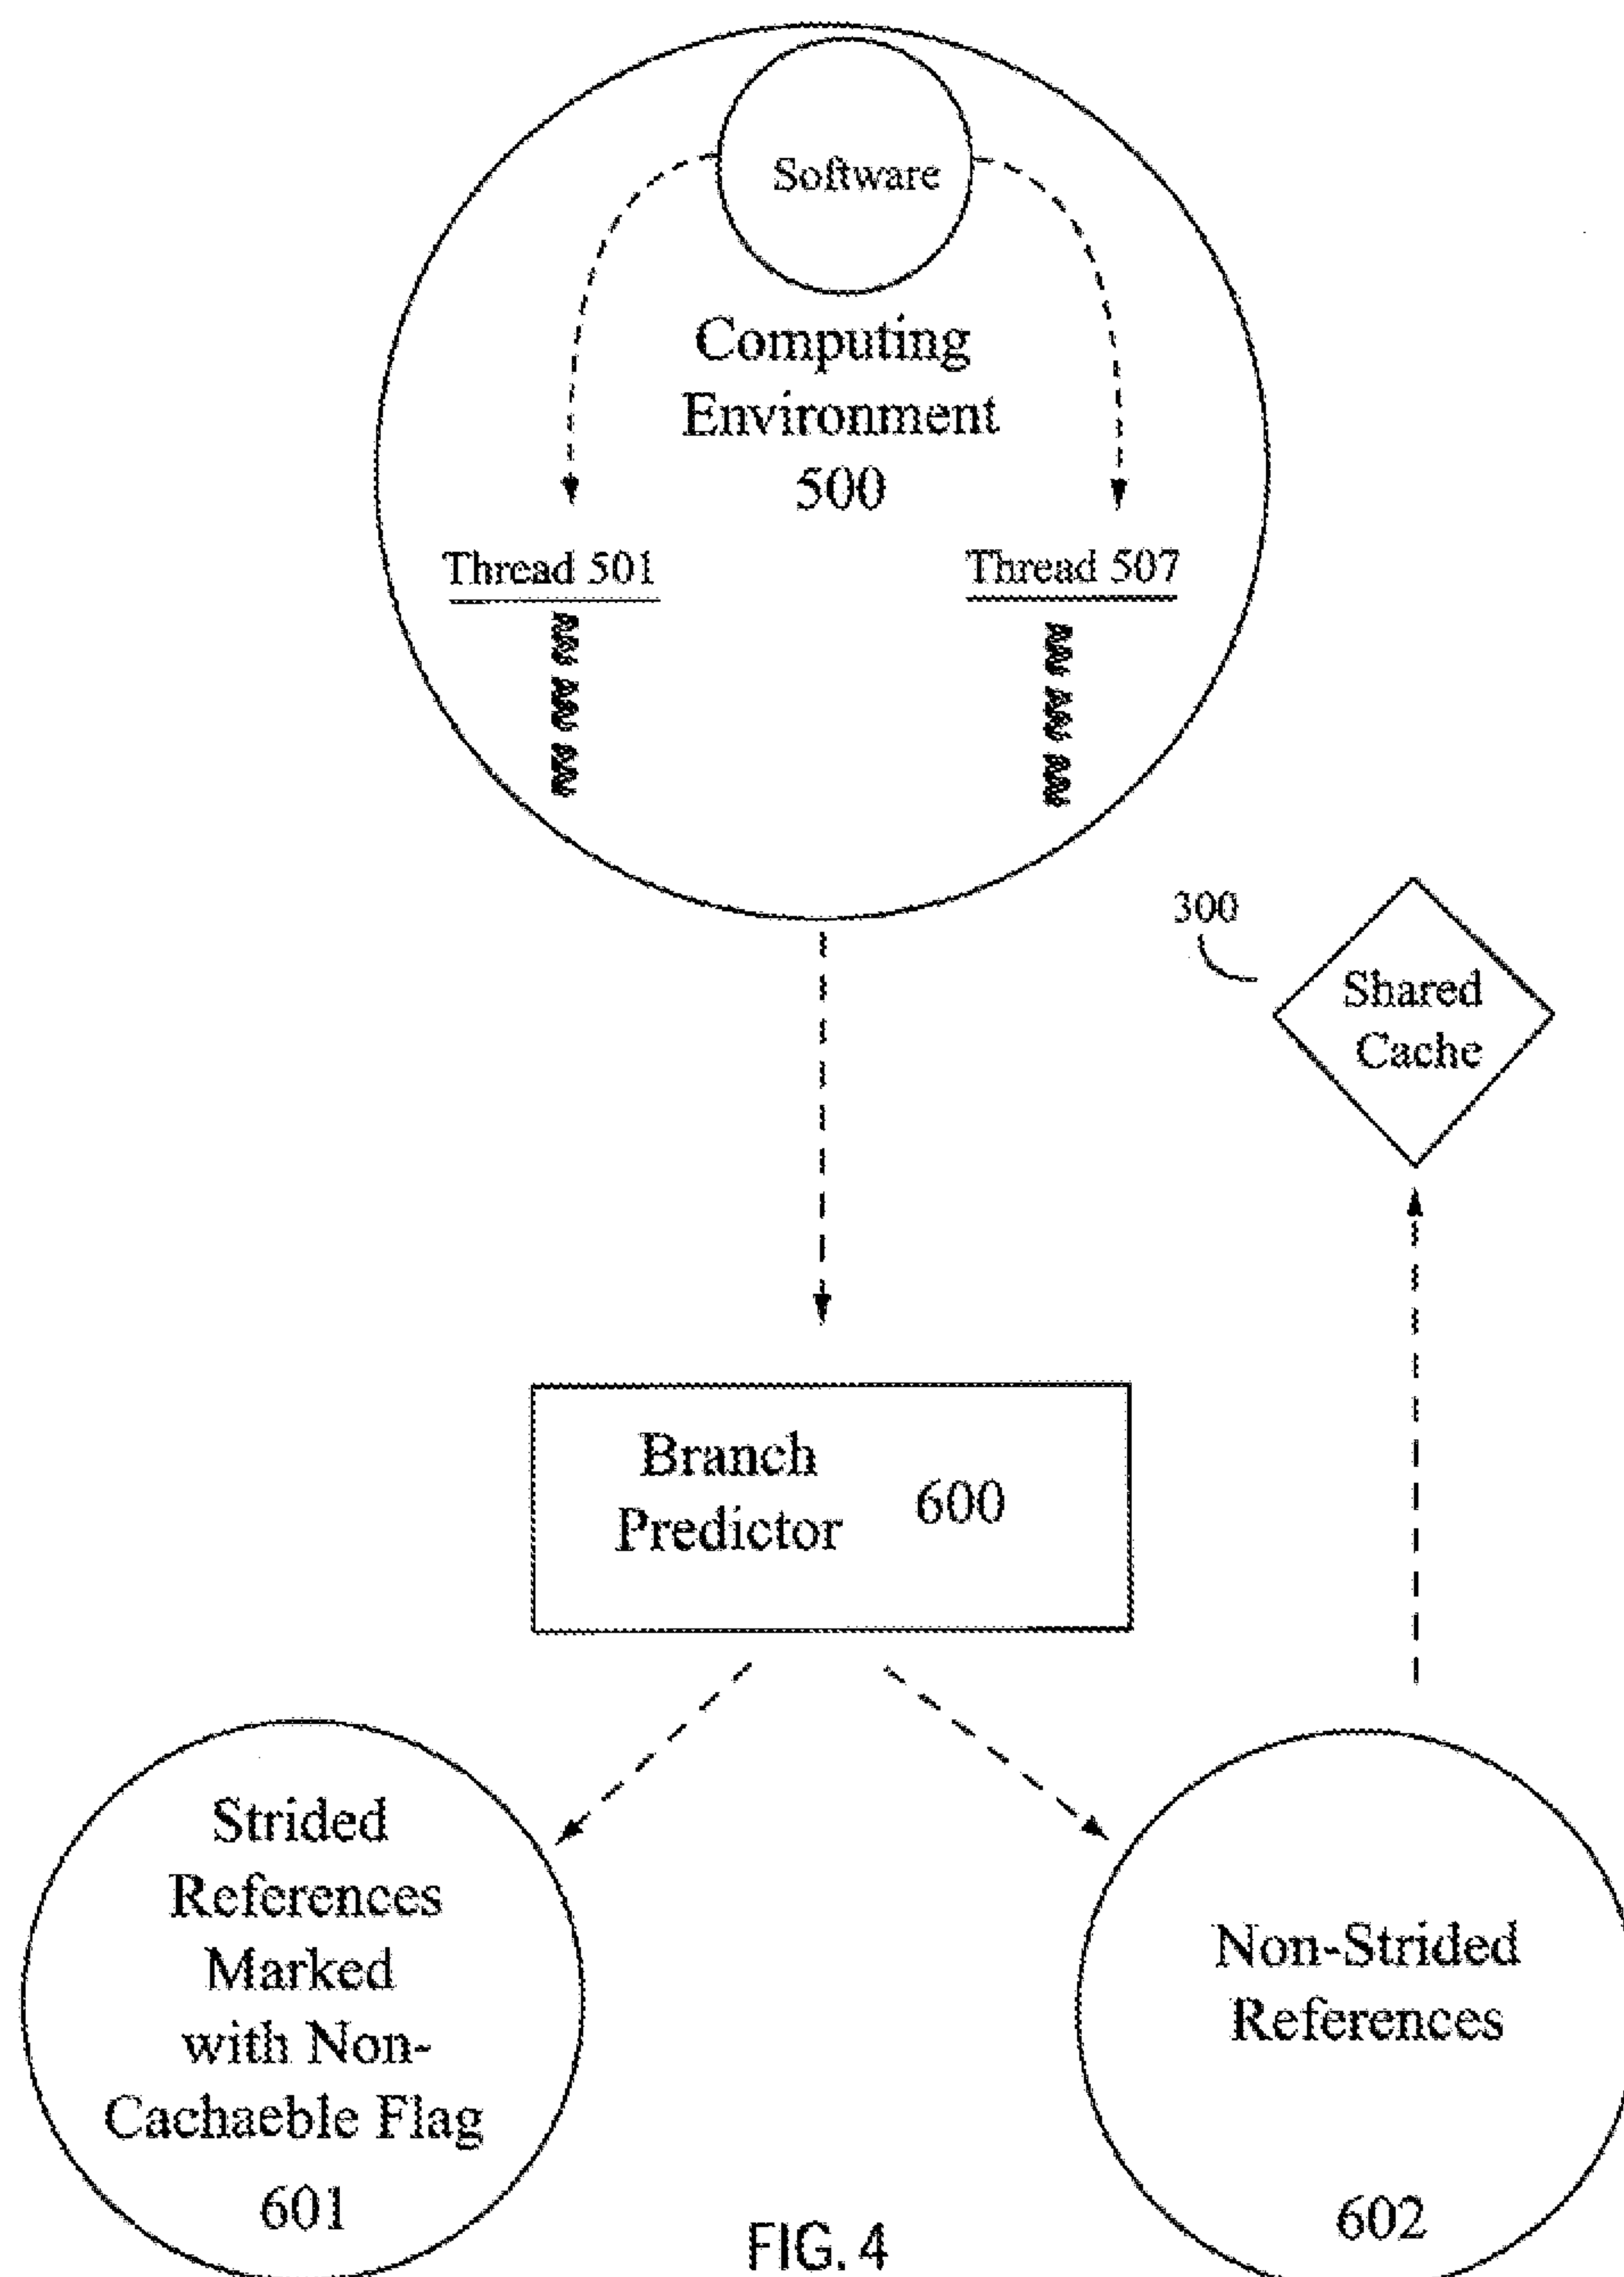 Software
Computing
Environment
500
Thread 501
Thread 507
300
Shared
Cache
Branch
Predictor
600
Strided
References
Marked
with Non-
Cachaeble Flag
601
Non-Strided
References
602
FIG. 4